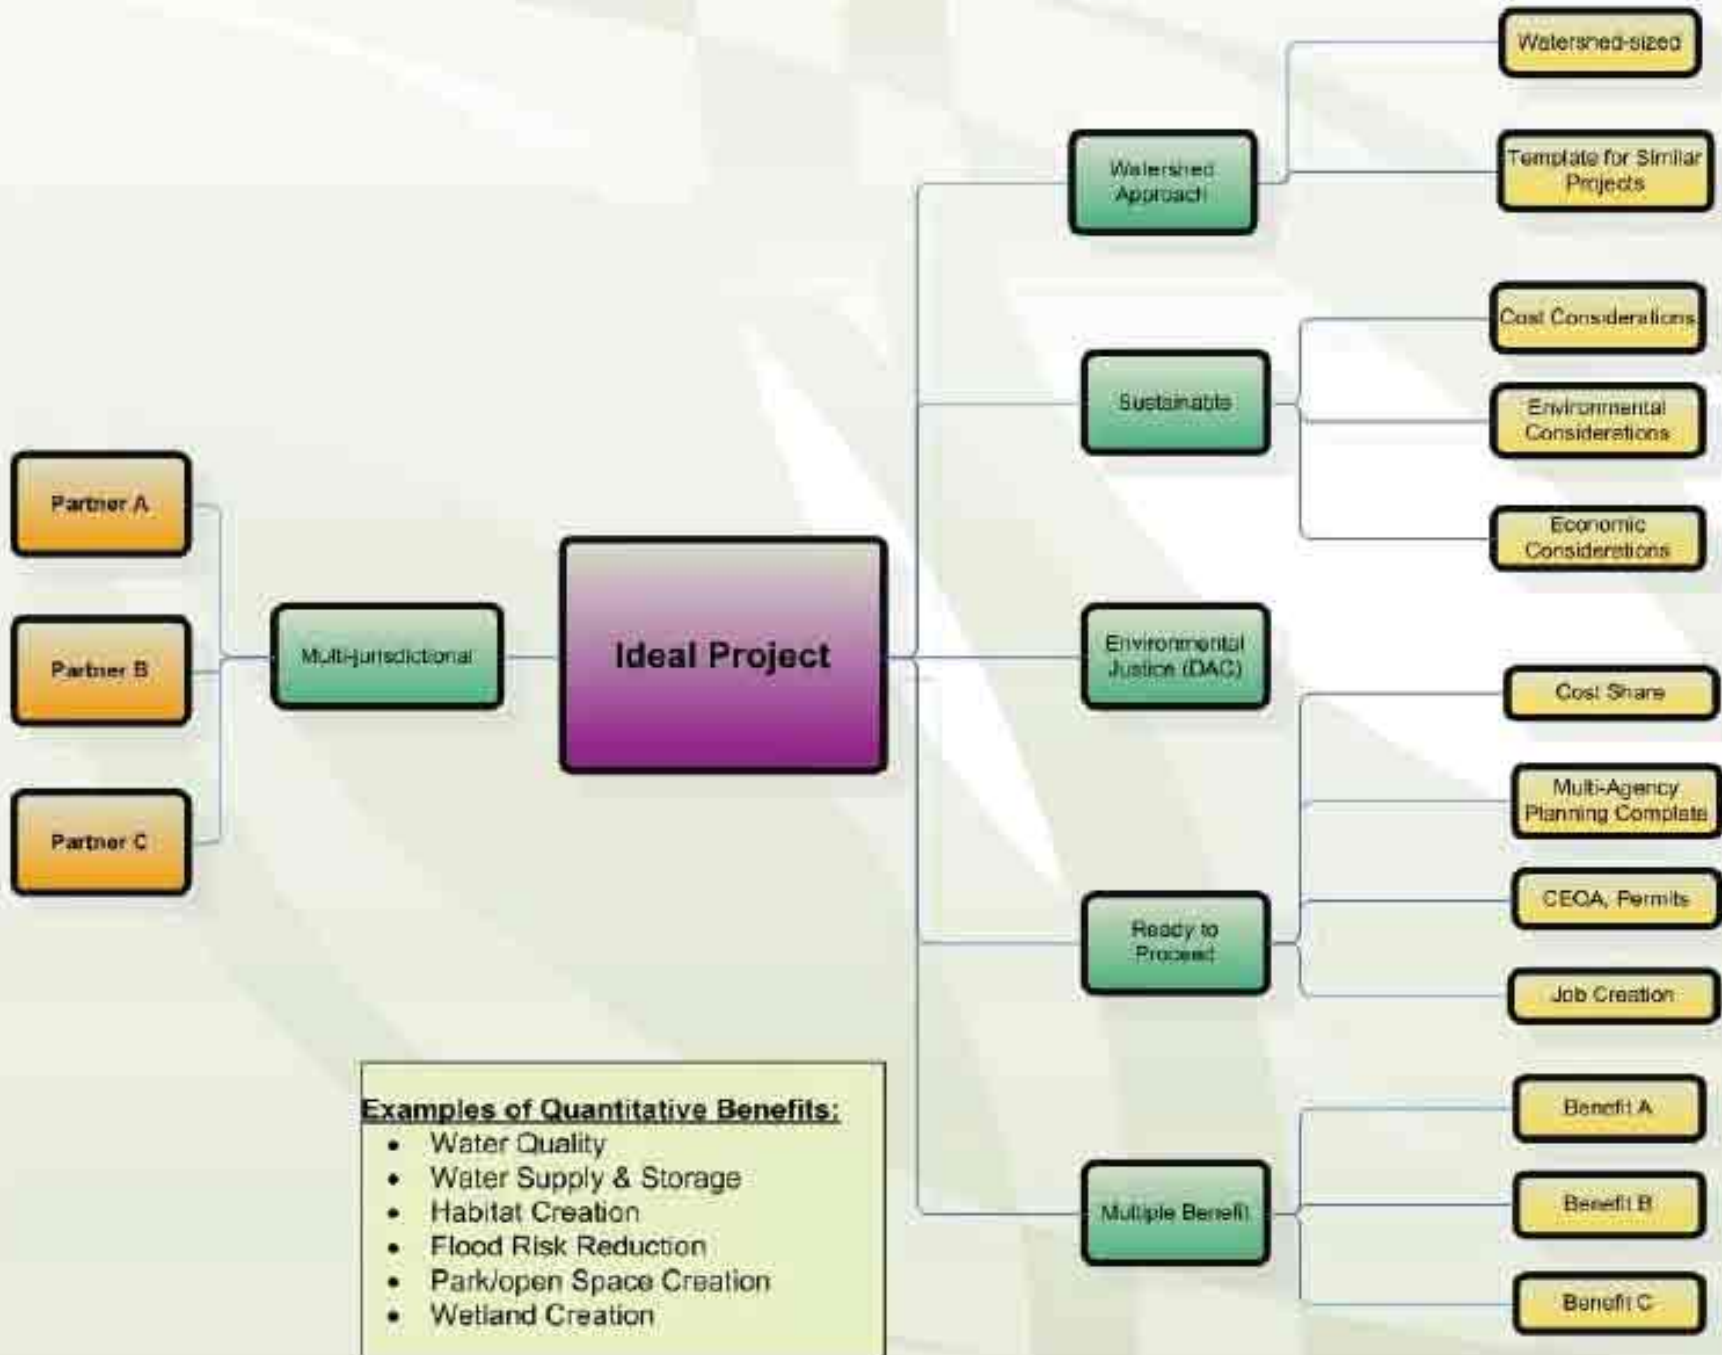 Partner A
Partner B
Partner C
Multi-jurisdictional
Ideal Project
Watershed
Approach
Watershed-sized
Template for Similar
Projects
Sustainable
Cost Considerations
Environmental
Considerations
Economic
Considerations
Environmental
Justice (DAC)
Ready to
Proceed
Cost Share
Multi-Agency
Planning Complete
CEQA, Permits
Job Creation
Multiple Benefit
Benefit A
Benefit B
Benefit C
Examples of Quantitative Benefits:
• Water Quality
• Water Supply & Storage
• Habitat Creation
• Flood Risk Reduction
• Park/open Space Creation
• Wetland Creation